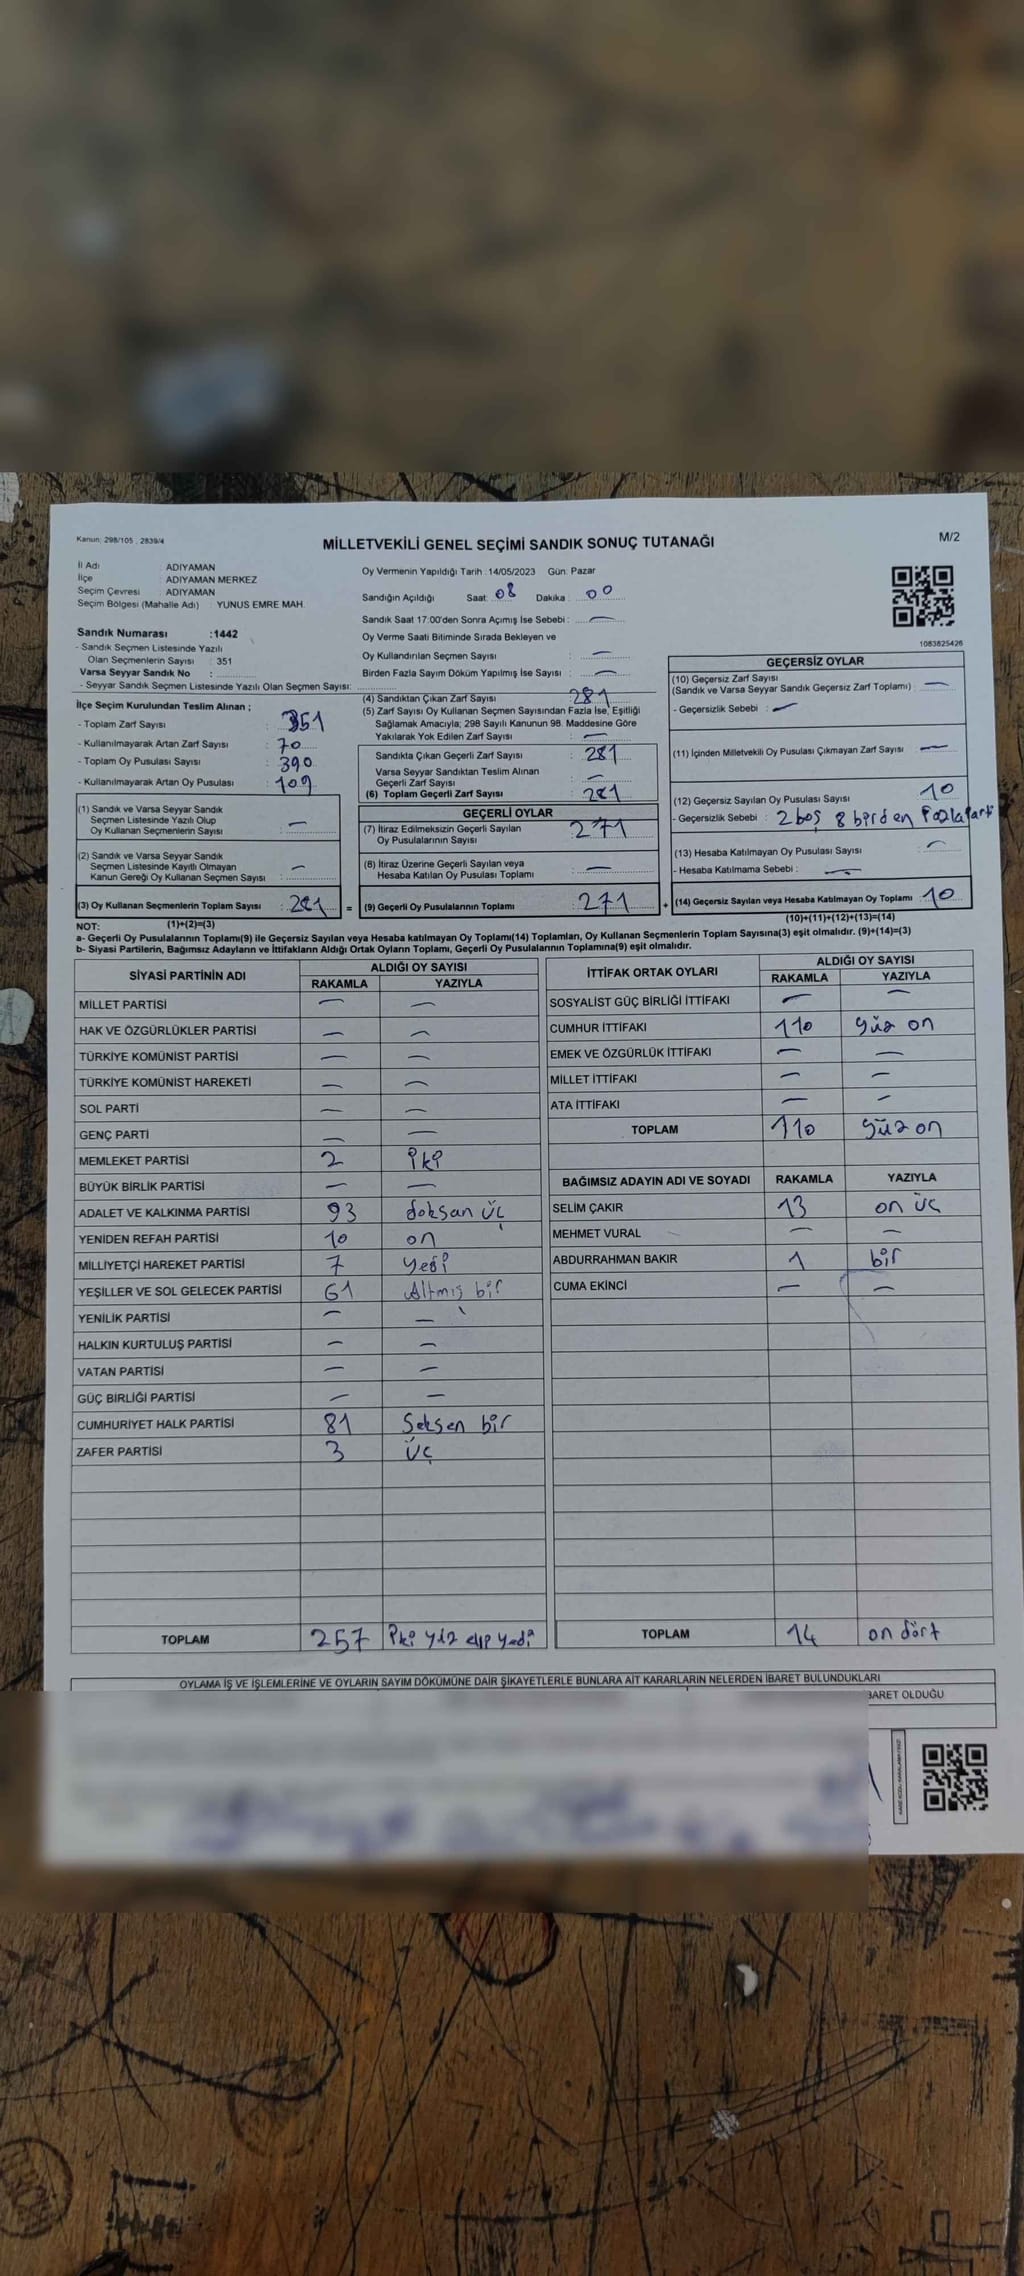 Kanun: 298/105 , 2839/4
MİLLETVEKİLİ GENEL SEÇİMİ SANDIK SONUÇ TUTANAĞI
M/2
İl Adı : ADIYAMAN
İlçe : ADIYAMAN MERKEZ
Seçim Çevresi : ADIYAMAN
Seçim Bölgesi (Mahalle Adı) : YUNUS EMRE MAH.
Sandık Numarası :1442
- Sandık Seçmen Listesinde Yazılı
Olan Seçmenlerin Sayısı : 351
Varsa Seyyar Sandık No :
- Seyyar Sandık Seçmen Listesinde Yazılı Olan Seçmen Sayısı:
İlçe Seçim Kurulundan Teslim Alınan ;
- Toplam Zarf Sayısı : 351
- Kullanılmayarak Artan Zarf Sayısı : 70
- Toplam Oy Pusulası Sayısı : 390
- Kullanılmayarak Artan Oy Pusulası : 109
(1) Sandık ve Varsa Seyyar Sandık
Seçmen Listesinde Yazılı Olup
Oy Kullanan Seçmenlerin Sayısı : —
(2) Sandık ve Varsa Seyyar Sandık
Seçmen Listesinde Kayıtlı Olmayan
Kanun Gereği Oy Kullanan Seçmen Sayısı : —
(3) Oy Kullanan Seçmenlerin Toplam Sayısı : 281 =
Oy Vermenin Yapıldığı Tarih : 14/05/2023 Gün: Pazar
Sandığın Açıldığı Saat: 08 Dakika : 00
Sandık Saat 17:00'den Sonra Açımış İse Sebebi : —
Oy Verme Saati Bitiminde Sırada Bekleyen ve
Oy Kullandırılan Seçmen Sayısı : —
Birden Fazla Sayım Döküm Yapılmış İse Sayısı : —
(4) Sandıktan Çıkan Zarf Sayısı : 281
(5) Zarf Sayısı Oy Kullanan Seçmen Sayısından Fazla İse, Eşitliği
Sağlamak Amacıyla; 298 Sayılı Kanunun 98. Maddesine Göre
Yakılarak Yok Edilen Zarf Sayısı : —
Sandıkta Çıkan Geçerli Zarf Sayısı : 281
Varsa Seyyar Sandıktan Teslim Alınan
Geçerli Zarf Sayısı : —
(6) Toplam Geçerli Zarf Sayısı : 281
GEÇERLİ OYLAR
(7) İtiraz Edilmeksizin Geçerli Sayılan
Oy Pusulalarının Sayısı : 271
(8) İtiraz Üzerine Geçerli Sayılan veya
Hesaba Katılan Oy Pusulası Toplamı : —
(9) Geçerli Oy Pusulalarının Toplamı : 271 +
1083825426
GEÇERSİZ OYLAR
(10) Geçersiz Zarf Sayısı
(Sandık ve Varsa Seyyar Sandık Geçersiz Zarf Toplamı) : —
- Geçersizlik Sebebi : —
(11) İçinden Milletvekili Oy Pusulası Çıkmayan Zarf Sayısı : —
(12) Geçersiz Sayılan Oy Pusulası Sayısı : 10
- Geçersizlik Sebebi : 2 boş 8 birden fazla parti
(13) Hesaba Katılmayan Oy Pusulası Sayısı : —
- Hesaba Katılmama Sebebi : —
(14) Geçersiz Sayılan veya Hesaba Katılmayan Oy Toplamı : 10
NOT: (1)+(2)=(3)
(10)+(11)+(12)+(13)=(14)
a- Geçerli Oy Pusulalarının Toplamı(9) ile Geçersiz Sayılan veya Hesaba katılmayan Oy Toplamı(14) Toplamları, Oy Kullanan Seçmenlerin Toplam Sayısına(3) eşit olmalıdır. (9)+(14)=(3)
b- Siyasi Partilerin, Bağımsız Adayların ve İttifakların Aldığı Ortak Oyların Toplamı, Geçerli Oy Pusulalarının Toplamına(9) eşit olmalıdır.
SİYASİ PARTİNİN ADI ALDIĞI OY SAYISI
RAKAMLA YAZIYLA
MİLLET PARTİSİ — —
HAK VE ÖZGÜRLÜKLER PARTİSİ — —
TÜRKİYE KOMÜNİST PARTİSİ — —
TÜRKİYE KOMÜNİST HAREKETİ — —
SOL PARTİ — —
GENÇ PARTİ — —
MEMLEKET PARTİSİ 2 iki
BÜYÜK BİRLİK PARTİSİ — —
ADALET VE KALKINMA PARTİSİ 93 doksan üç
YENİDEN REFAH PARTİSİ 10 on
MİLLİYETÇİ HAREKET PARTİSİ 7 yedi
YEŞİLLER VE SOL GELECEK PARTİSİ 61 Altmış bir
YENİLİK PARTİSİ — —
HALKIN KURTULUŞ PARTİSİ — —
VATAN PARTİSİ — —
GÜÇ BİRLİĞİ PARTİSİ — —
CUMHURİYET HALK PARTİSİ 81 Seksen bir
ZAFER PARTİSİ 3 üç
TOPLAM 257 iki yüz elli yedi
İTTİFAK ORTAK OYLARI ALDIĞI OY SAYISI
RAKAMLA YAZIYLA
SOSYALİST GÜÇ BİRLİĞİ İTTİFAKI — —
CUMHUR İTTİFAKI 110 yüz on
EMEK VE ÖZGÜRLÜK İTTİFAKI — —
MİLLET İTTİFAKI — —
ATA İTTİFAKI — —
TOPLAM 110 yüz on
BAĞIMSIZ ADAYIN ADI VE SOYADI RAKAMLA YAZIYLA
SELİM ÇAKIR 13 on üç
MEHMET VURAL — —
ABDURRAHMAN BAKIR 1 bir
CUMA EKİNCİ — —
TOPLAM 14 on dört
OYLAMA İŞ VE İŞLEMLERİNE VE OYLARIN SAYIM DÖKÜMÜNE DAİR ŞİKAYETLERLE BUNLARA AİT KARARLARIN NELERDEN İBARET BULUNDUKLARI
BARET OLDUĞU